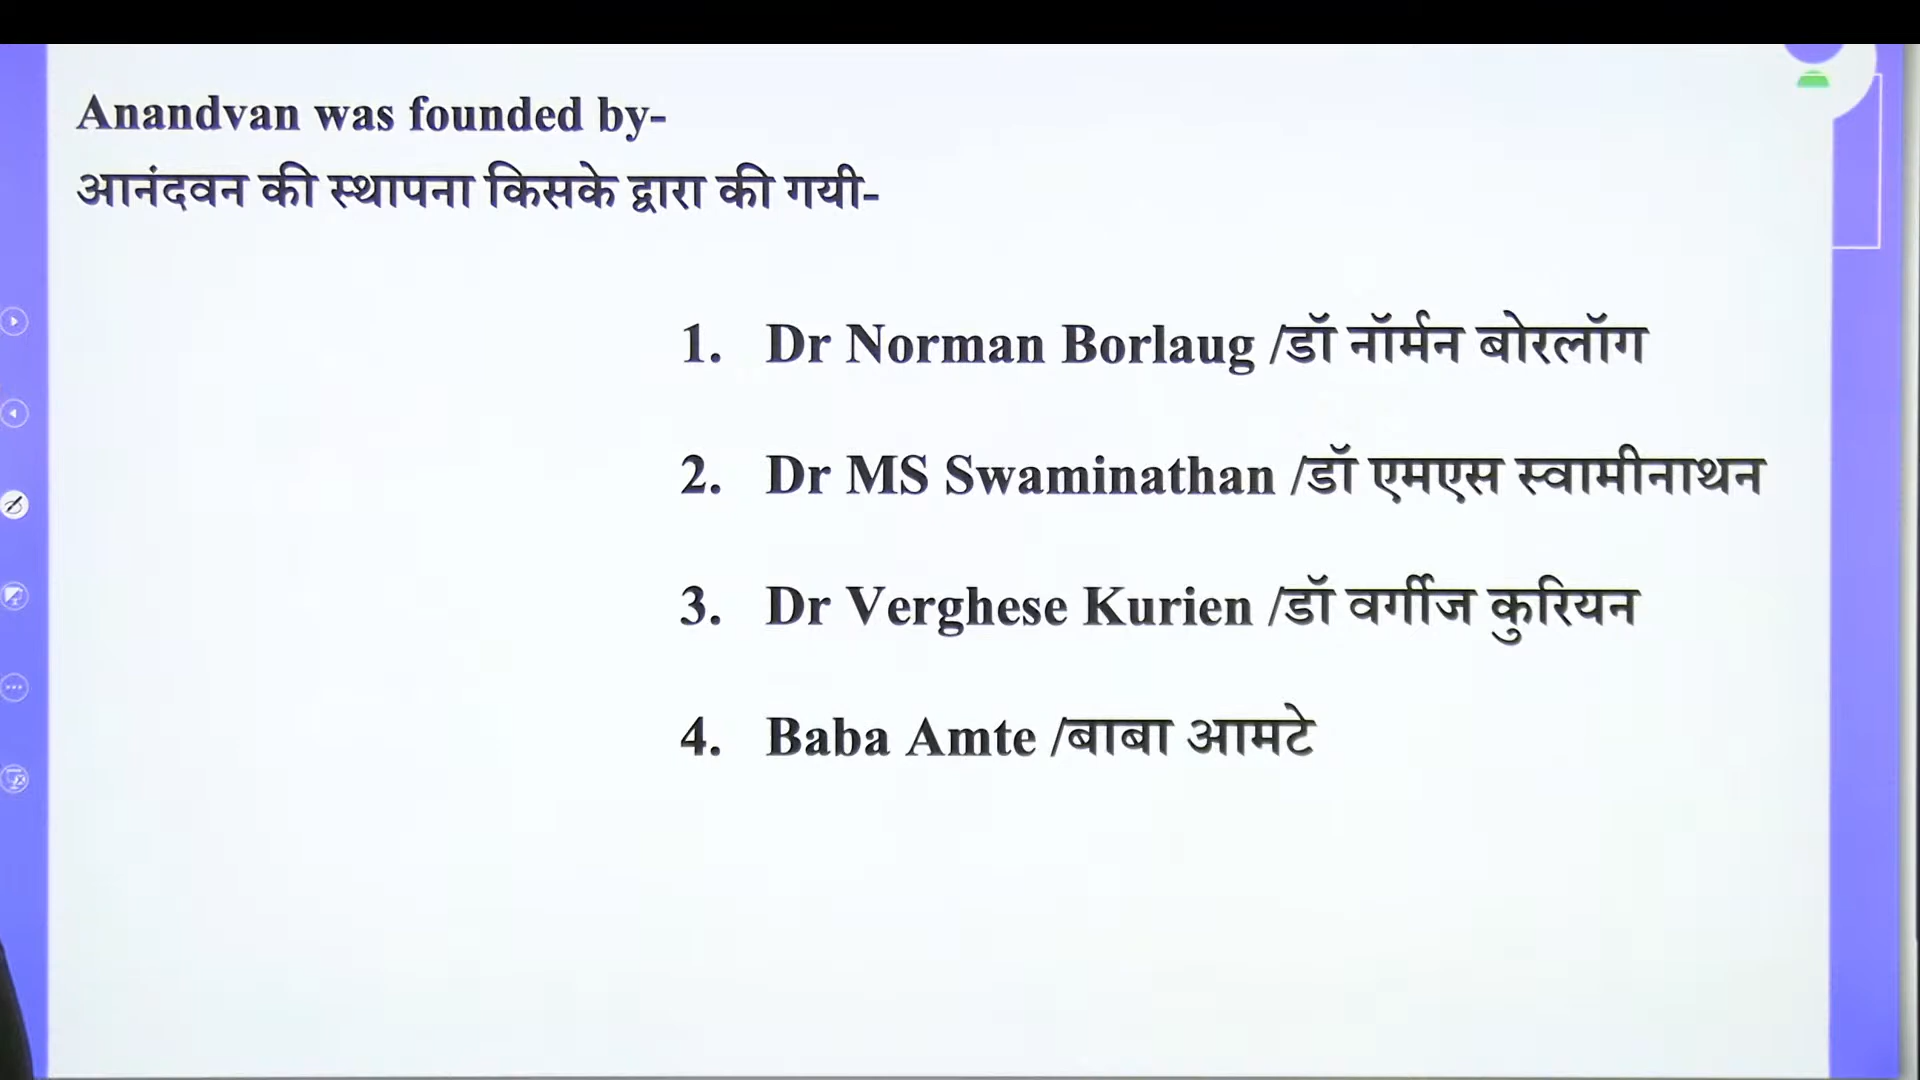 Anandvan was founded by-
आनंदवन की स्थापना किसके द्वारा की गयी-
1. Dr Norman Borlaug /डॉ नॉर्मन बोरलॉग
2. Dr MS Swaminathan /डॉ एमएस स्वामीनाथन
3. Dr Verghese Kurien /डॉ वर्गीज कुरियन
4. Baba Amte /बाबा आमटे